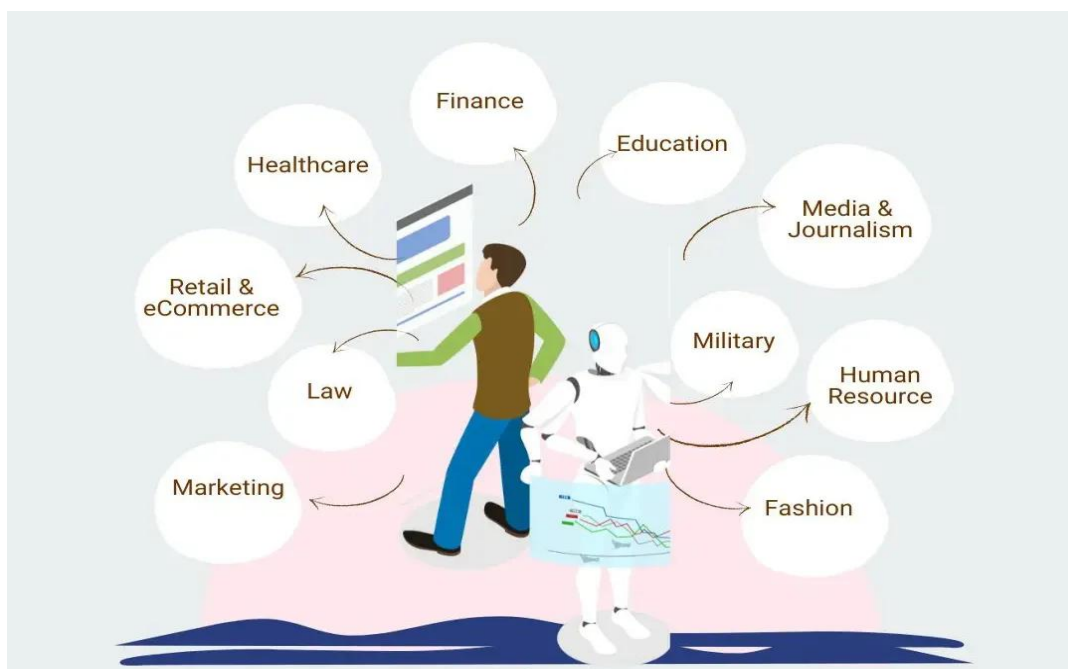 Finance
Education
Healthcare
Media &
Journalism
Retail &
eCommerce
Military
Human
Resource
Law
Marketing
Fashion